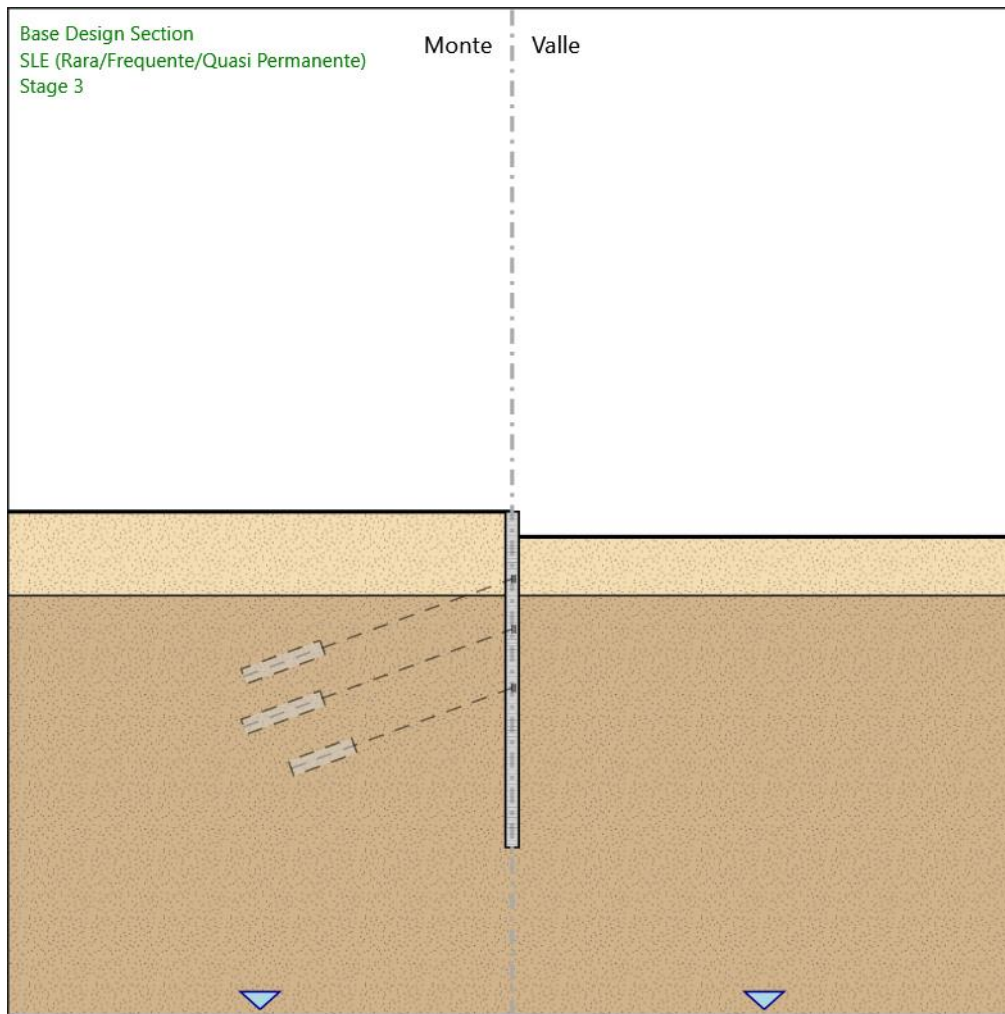 Base Design Section
SLE (Rara/Frequente/Quasi Permanente)
Stage 3
Monte
Valle